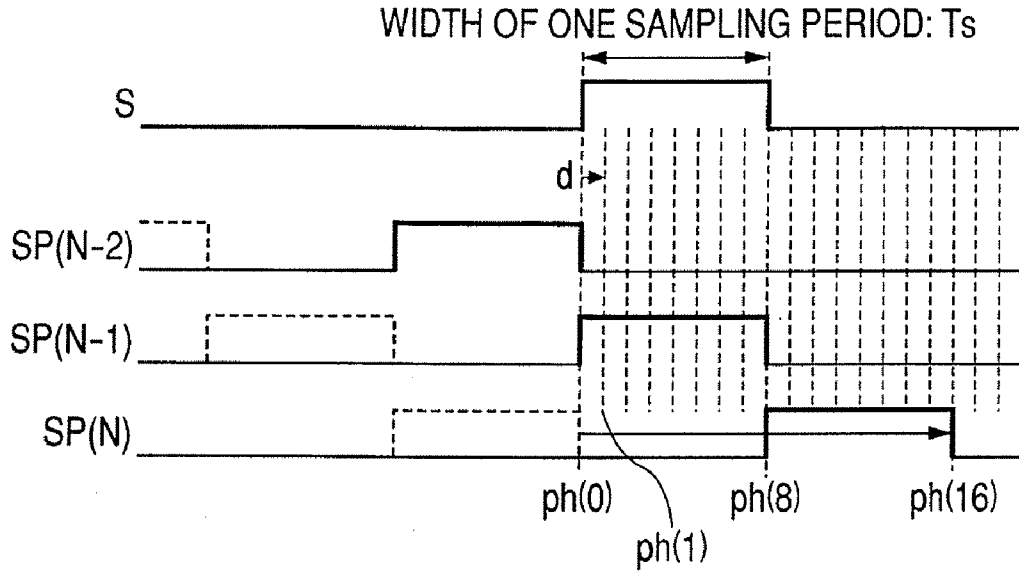 WIDTH OF ONE SAMPLING PERIOD: Ts
S
d
SP(N-2)
SP(N-1)
SP(N)
ph(0) ph(8) ph(16)
ph(1)